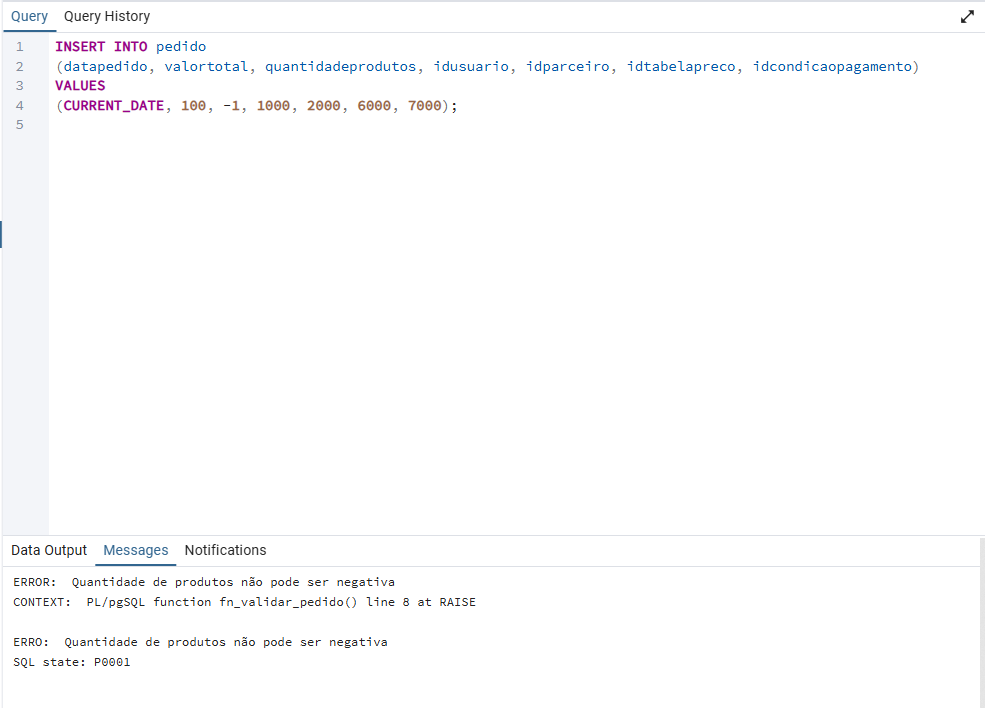 Query Query History
1 INSERT INTO pedido
2 (datapedido, valortotal, quantidadeprodutos, idusuario, idparceiro, idtabelapreco, idcondicaopagamento)
3 VALUES
4 (CURRENT_DATE, 100, -1, 1000, 2000, 6000, 7000);
5
Data Output Messages Notifications
ERROR:  Quantidade de produtos não pode ser negativa
CONTEXT:  PL/pgSQL function fn_validar_pedido() line 8 at RAISE
ERRO:  Quantidade de produtos não pode ser negativa
SQL state: P0001